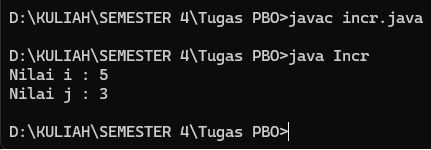 D:\KULIAH\SEMESTER 4\Tugas PBO>javac incr.java
D:\KULIAH\SEMESTER 4\Tugas PBO>java Incr
Nilai i : 5
Nilai j : 3
D:\KULIAH\SEMESTER 4\Tugas PBO>